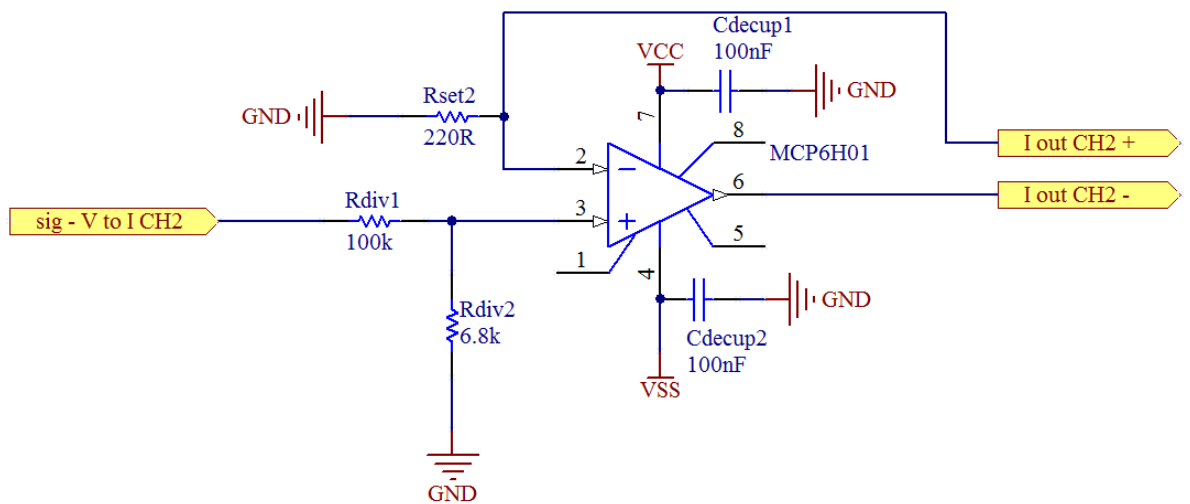 Cdecup1
100nF
VCC
GND
GND
Rset2
220R
7
8
MCP6H01
I out CH2 +
2
6
I out CH2 -
sig - V to I CH2
Rdiv1
100k
3
1
5
4
GND
Rdiv2
6.8k
Cdecup2
100nF
VSS
GND